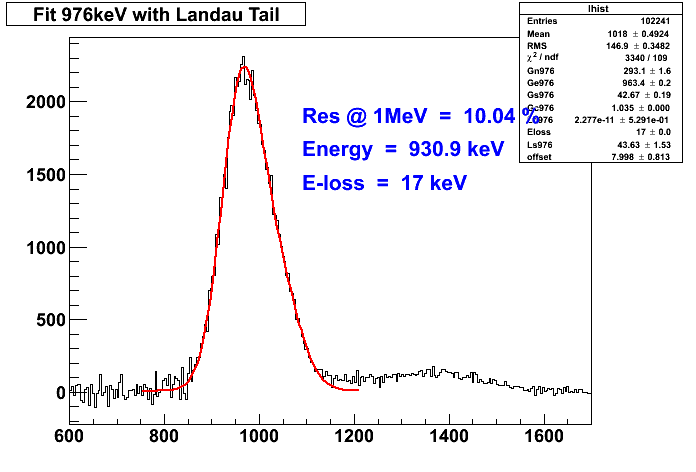 Fit 976keV with Landau Tail
lhist
Entries 102241
Mean 1018 ± 0.4924
RMS 146.9 ± 0.3482
χ² / ndf 3340 / 109
Gn976 293.1 ± 1.6
Ge976 963.4 ± 0.2
Gs976 42.67 ± 0.19
1.035 ± 0.000
2.277e-11 ± 5.291e-01
Eloss 17 ± 0.0
Ls976 43.63 ± 1.53
offset 7.998 ± 0.813
Res @ 1MeV = 10.04 %
Energy = 930.9 keV
E-loss = 17 keV
2000
1500
1000
500
0
600 800 1000 1200 1400 1600